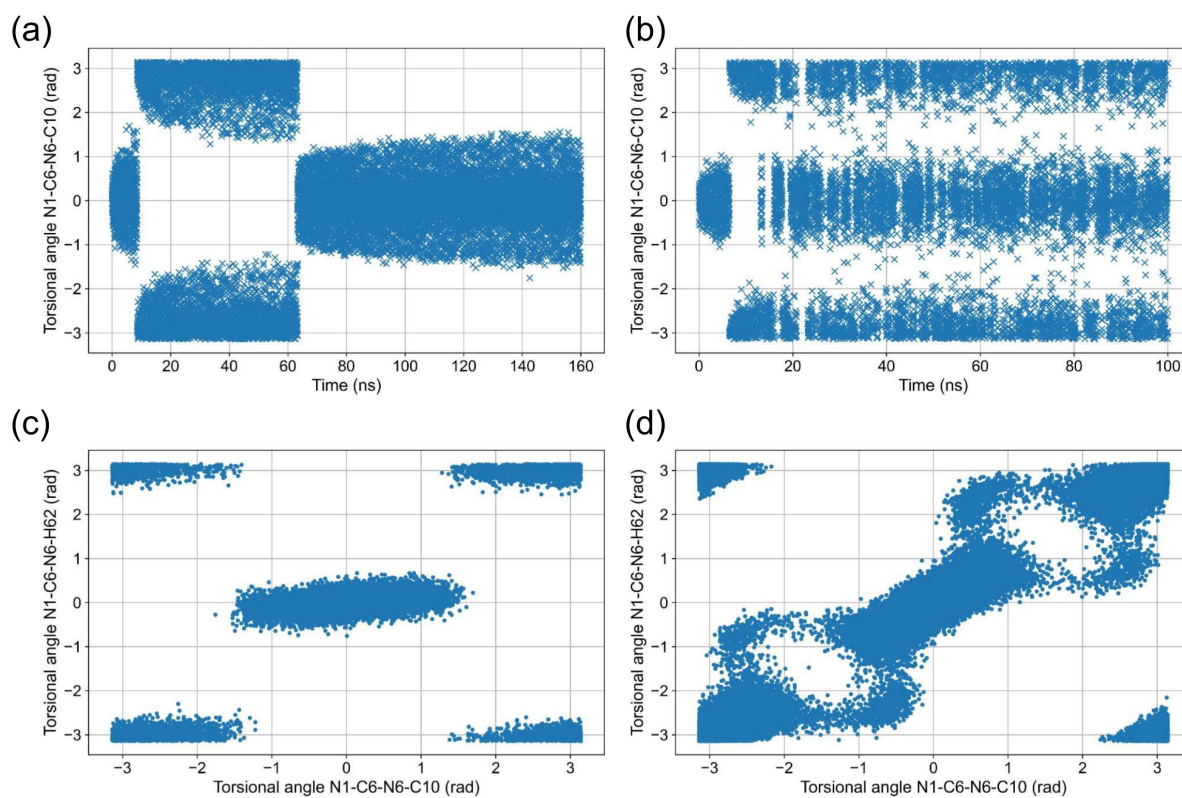 (a)
Torsional angle N1-C6-N6-C10 (rad)
3
2
1
0
−1
−2
−3
0 20 40 60 80 100 120 140 160
Time (ns)
(b)
Torsional angle N1-C6-N6-C10 (rad)
3
2
1
0
−1
−2
−3
0 20 40 60 80 100
Time (ns)
(c)
Torsional angle N1-C6-N6-H62 (rad)
3
2
1
0
−1
−2
−3
−3 −2 −1 0 1 2 3
Torsional angle N1-C6-N6-C10 (rad)
(d)
Torsional angle N1-C6-N6-H62 (rad)
3
2
1
0
−1
−2
−3
−3 −2 −1 0 1 2 3
Torsional angle N1-C6-N6-C10 (rad)